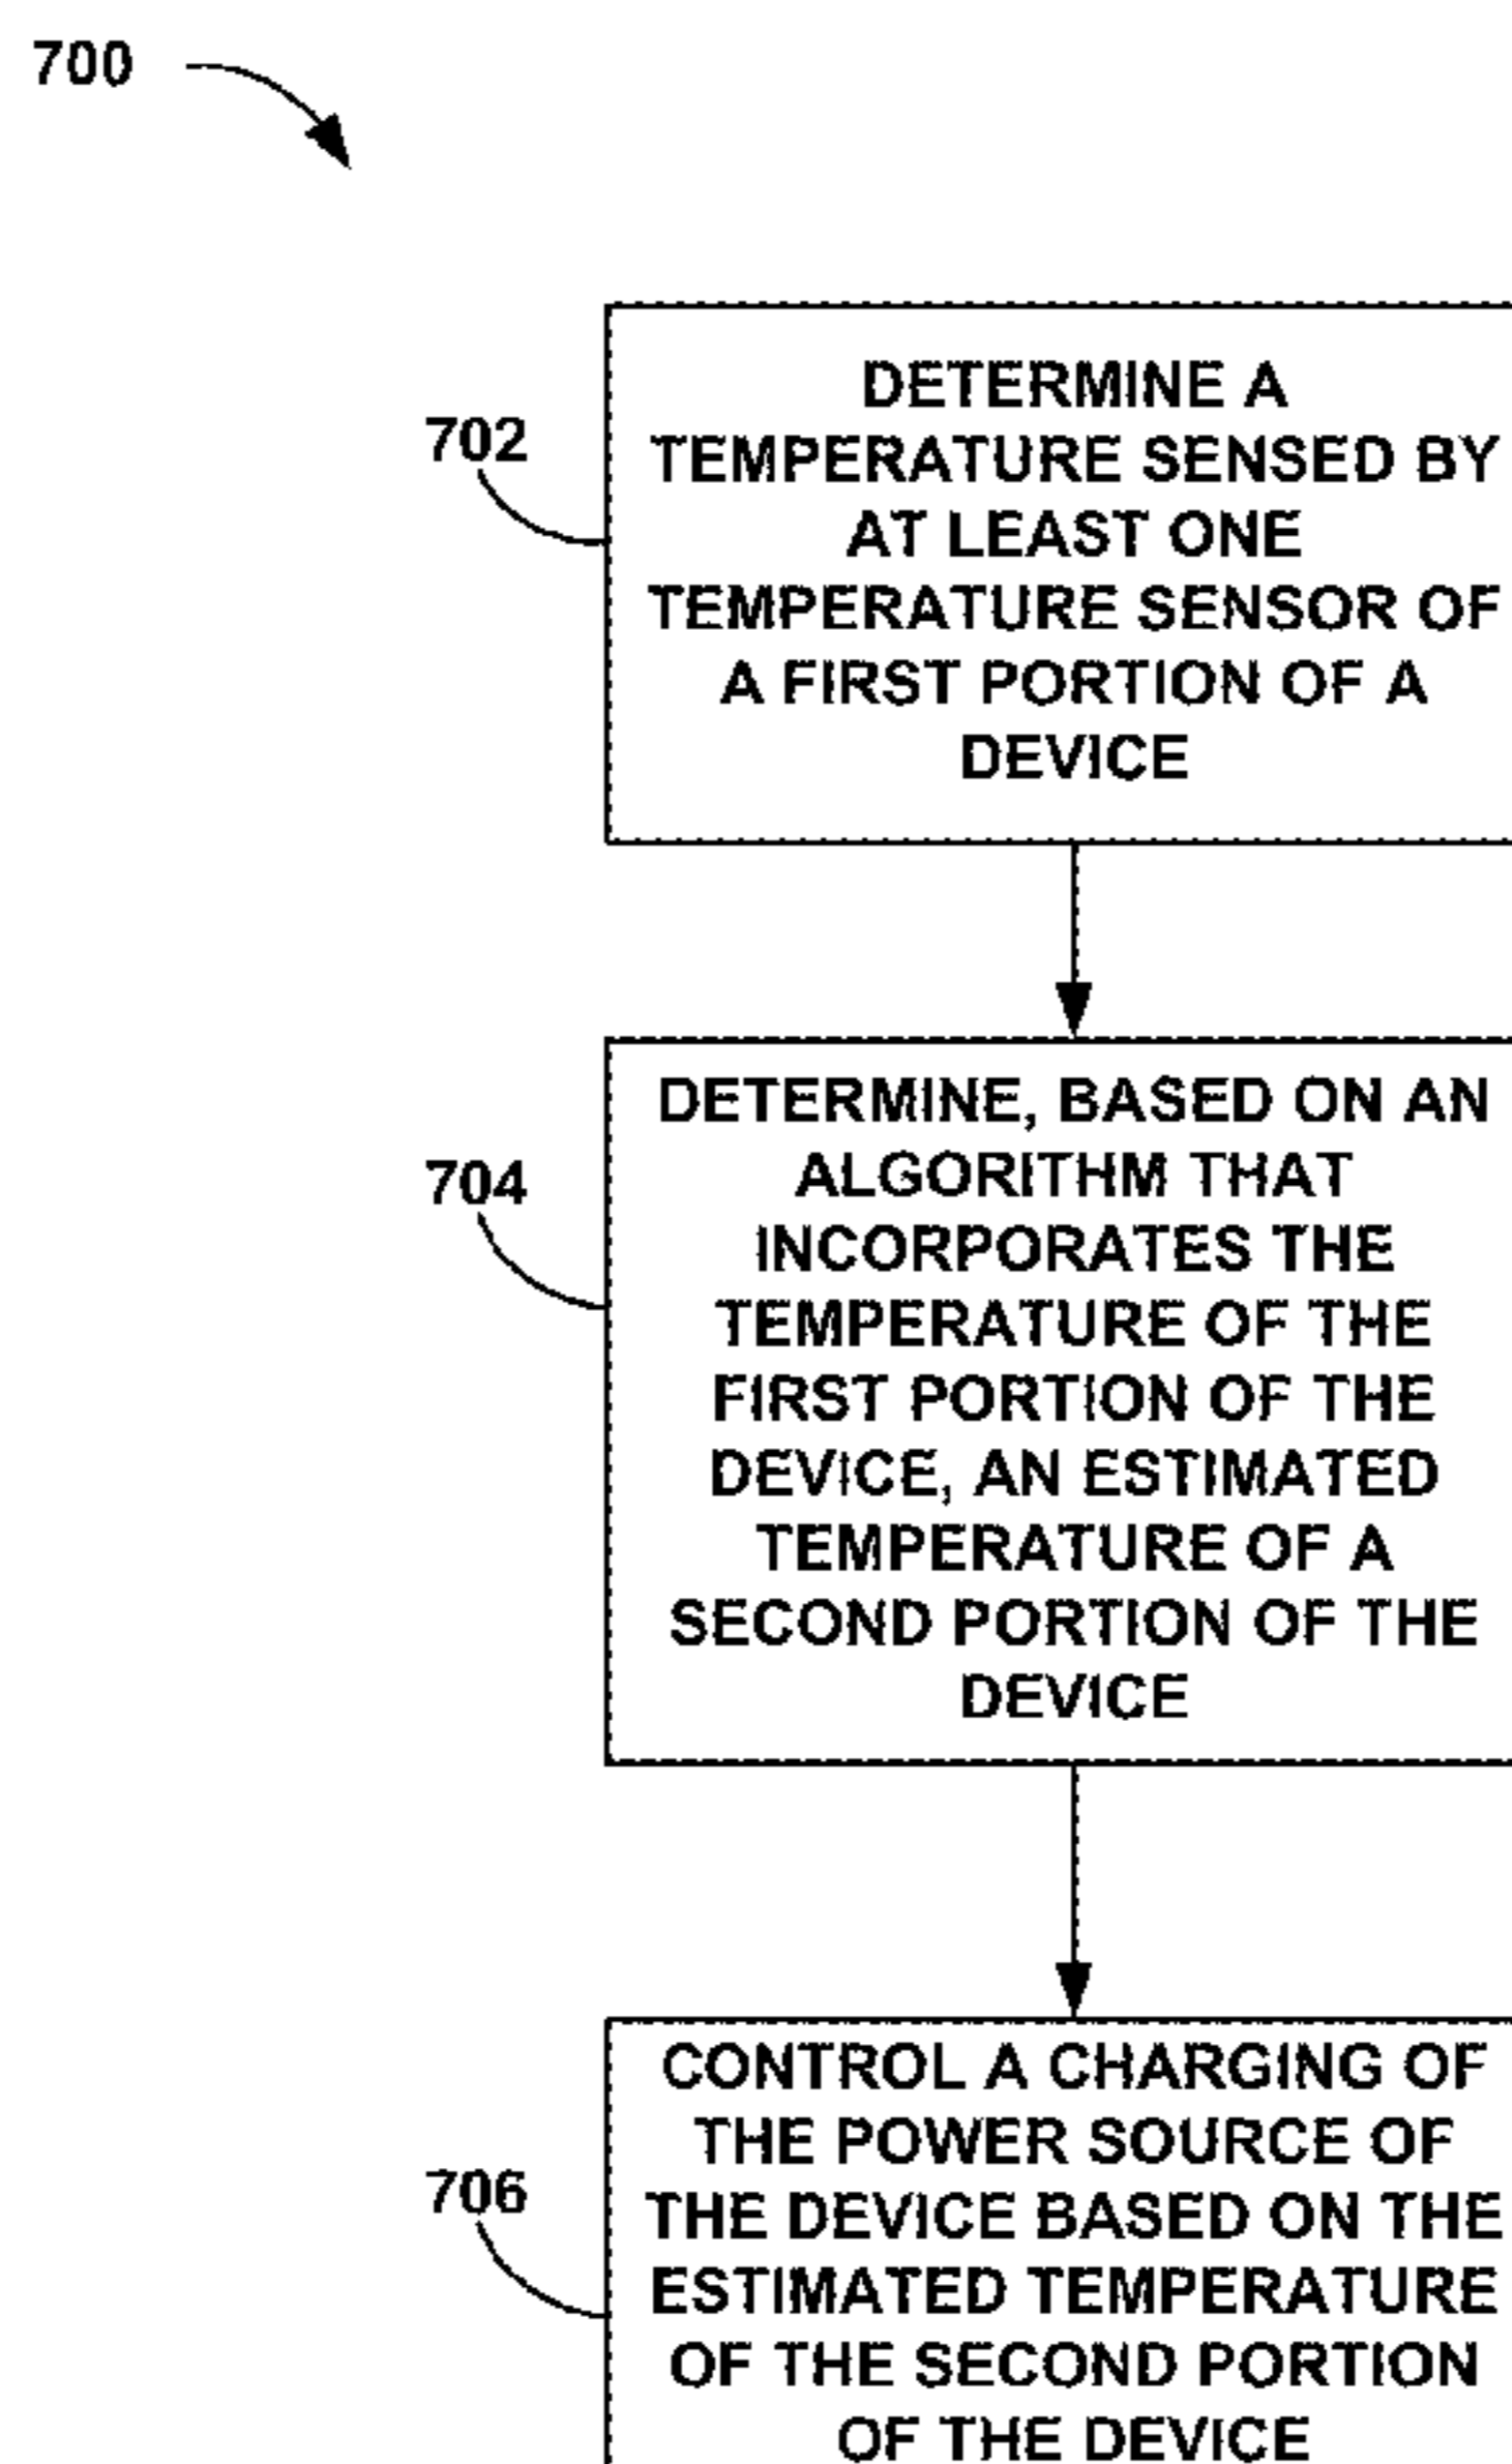 700
702
DETERMINE A
TEMPERATURE SENSED BY
AT LEAST ONE
TEMPERATURE SENSOR OF
A FIRST PORTION OF A
DEVICE
704
DETERMINE, BASED ON AN
ALGORITHM THAT
INCORPORATES THE
TEMPERATURE OF THE
FIRST PORTION OF THE
DEVICE, AN ESTIMATED
TEMPERATURE OF A
SECOND PORTION OF THE
DEVICE
706
CONTROL A CHARGING OF
THE POWER SOURCE OF
THE DEVICE BASED ON THE
ESTIMATED TEMPERATURE
OF THE SECOND PORTION
OF THE DEVICE